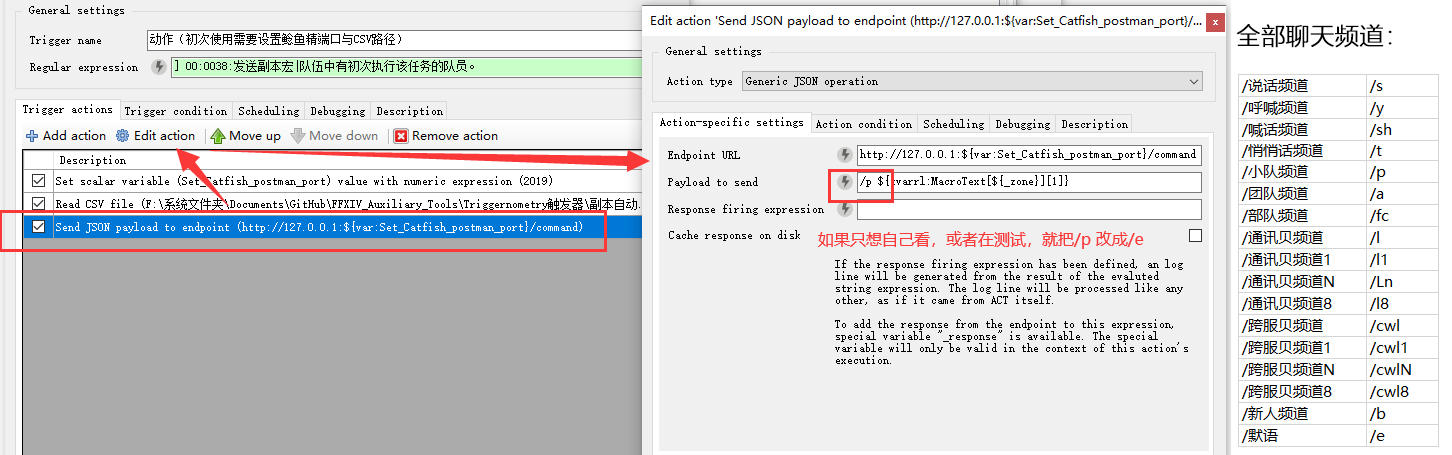 General settings
Trigger name
动作（初次使用需要设置鲶鱼精端口与CSV路径）
Regular expression
] 00:0038:发送副本宏|队伍中有初次执行该任务的队员。
Trigger actions
Trigger condition
Scheduling
Debugging
Description
Add action
Edit action
Move up
Move down
Remove action
Description
Set scalar variable (Set_Catfish_postman_port) value with numeric expression (2019)
Read CSV file (F:\系统文件夹\Documents\GitHub\FFXIV_Auxiliary_Tools\Triggernometry触发器\副本自动.
Send JSON payload to endpoint (http://127.0.0.1:${var:Set_Catfish_postman_port}/command)
Edit action 'Send JSON payload to endpoint (http://127.0.0.1:${var:Set_Catfish_postman_port}/...
x
General settings
Action type
Generic JSON operation
Action-specific settings
Action condition
Scheduling
Debugging
Description
Endpoint URL
http://127.0.0.1:${var:Set_Catfish_postman_port}/command
Payload to send
/p ${tvarrl:MacroText[${_zone}][1]}
Response firing expression
Cache response on disk
如果只想自己看，或者在测试，就把/p 改成/e
If the response firing expression has been defined, an log
line will be generated from the result of the evaluted
string expression. The log line will be processed like any
other, as if it came from ACT itself.
To add the response from the endpoint to this expression,
special variable "_response" is available. The special
variable will only be valid in the context of this action's
execution.
全部聊天频道：
/说话频道 /s
/呼喊频道 /y
/喊话频道 /sh
/悄悄话频道 /t
/小队频道 /p
/团队频道 /a
/部队频道 /fc
/通讯贝频道 /l
/通讯贝频道1 /l1
/通讯贝频道N /Ln
/通讯贝频道8 /l8
/跨服贝频道 /cwl
/跨服贝频道1 /cwl1
/跨服贝频道N /cwlN
/跨服贝频道8 /cwl8
/新人频道 /b
/默语 /e